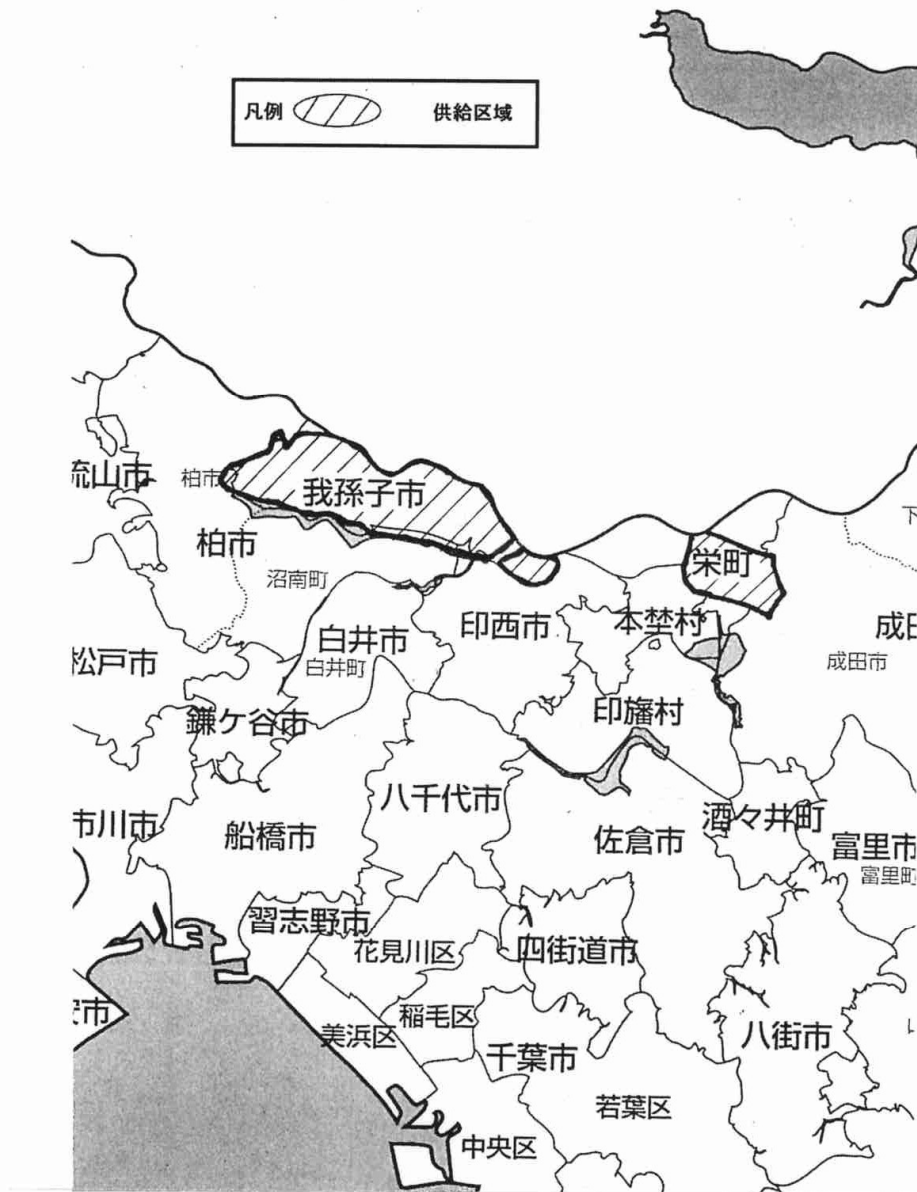 凡例 供給区域
流山市
柏市
我孫子市
柏市
沼南町
栄町
印西市
本埜村
白井市
白井町
松戸市
成田市
印旛村
鎌ケ谷市
八千代市
酒々井町
市川市
船橋市
佐倉市
富里市
富里町
習志野市
花見川区
四街道市
稲毛区
美浜区
千葉市
八街市
若葉区
中央区